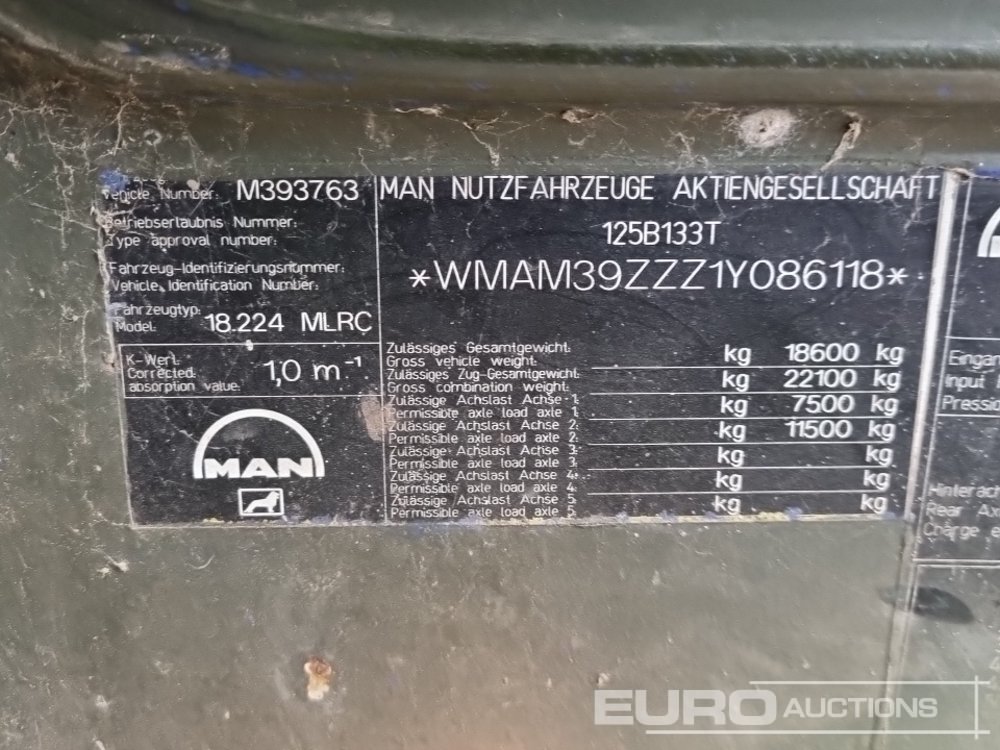 Vehicle Number: M393763
Betriebserlaubnis Nummer:
Type approval number:
Fahrzeug-Identifizierungsnummer:
Vehicle Identification Number:
Fahrzeugtyp:
Model: 18.224 MLRC
K-Wert:
Corrected
absorption value: 1,0 m⁻¹
MAN
MAN NUTZFAHRZEUGE AKTIENGESELLSCHAFT
125B133T
*WMAM39ZZZ1Y086118*
Zulässiges Gesamtgewicht:
Gross vehicle weight: kg 18600 kg
Zulässiges Zug-Gesamtgewicht:
Gross combination weight: kg 22100 kg
Zulässige Achslast Achse 1:
Permissible axle load axle 1: kg 7500 kg
Zulässige Achslast Achse 2:
Permissible axle load axle 2: kg 11500 kg
Zulässige Achslast Achse 3:
Permissible axle load axle 3: kg kg
Zulässige Achslast Achse 4:
Permissible axle load axle 4: kg kg
Zulässige Achslast Achse 5:
Permissible axle load axle 5: kg kg
Input
Rear
Charge
EURO AUCTIONS